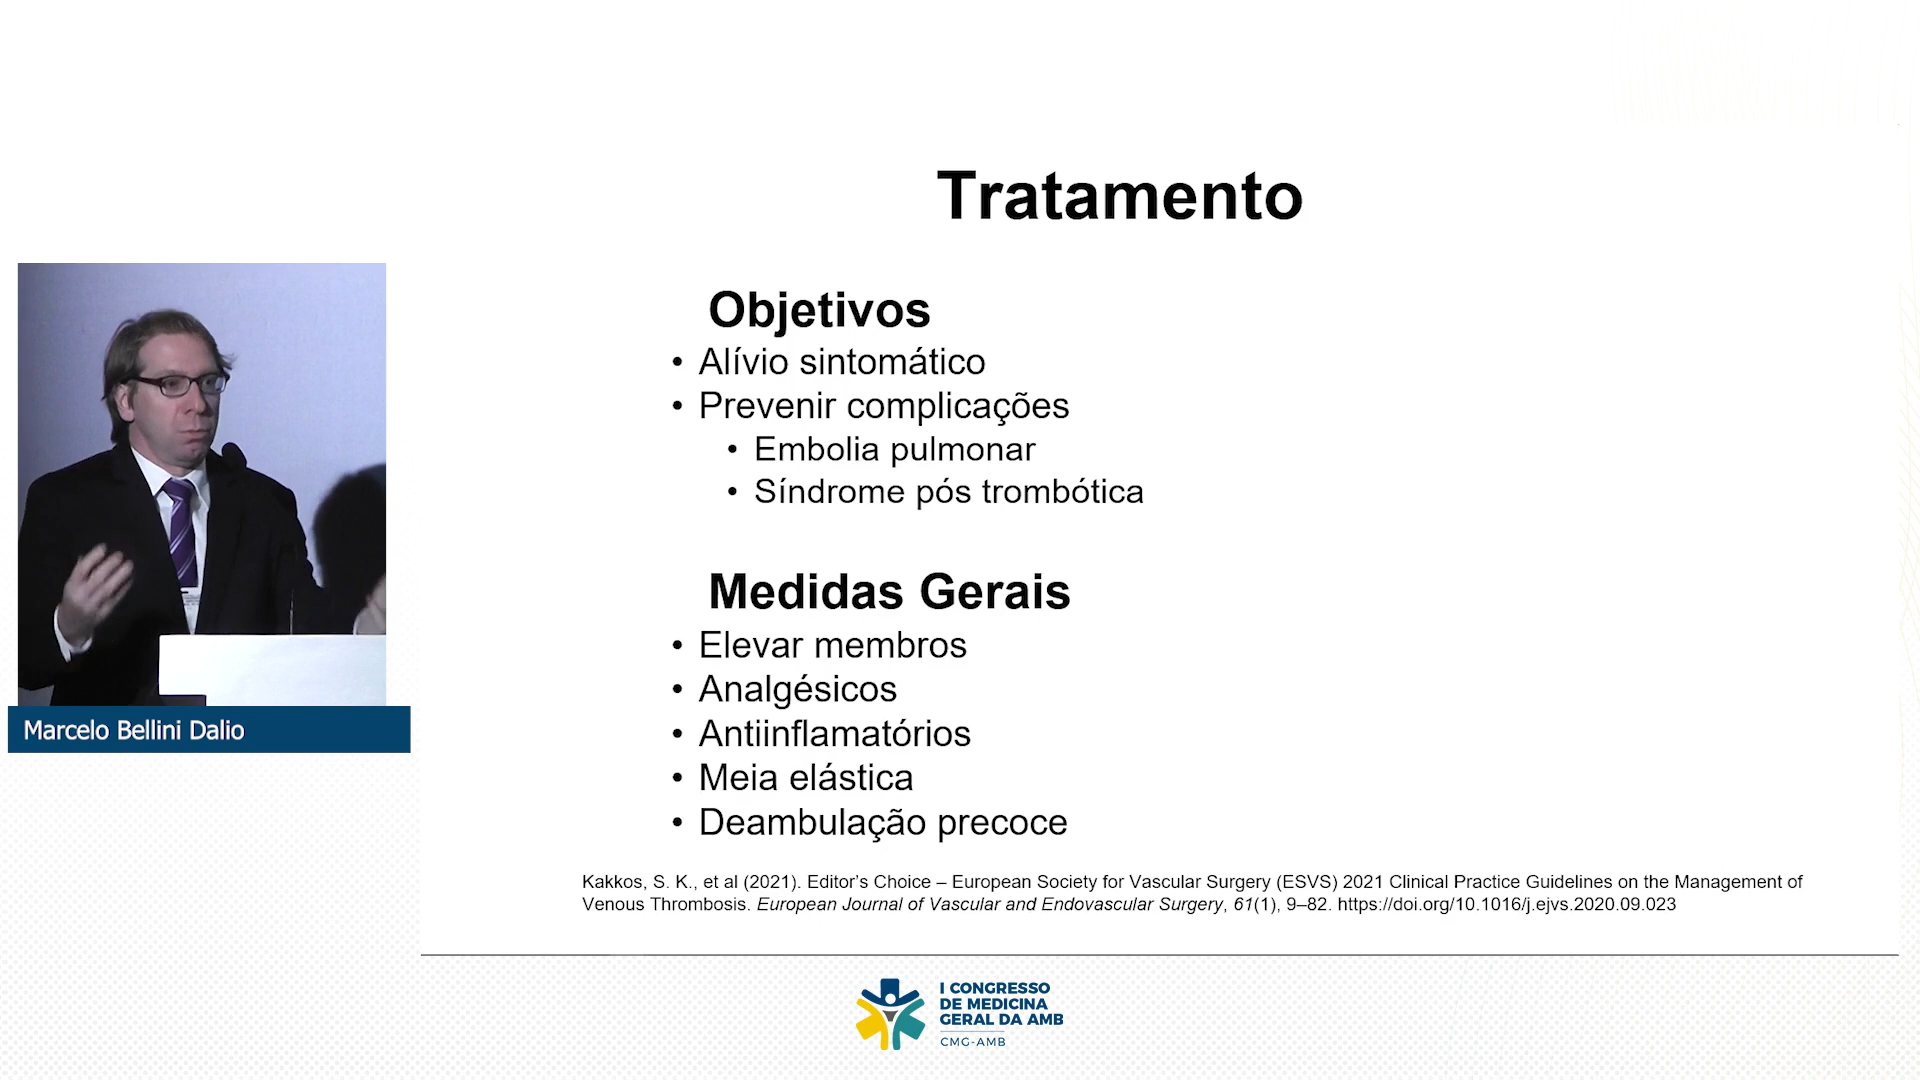 Tratamento
Objetivos
• Alívio sintomático
• Prevenir complicações
• Embolia pulmonar
• Síndrome pós trombótica
Medidas Gerais
• Elevar membros
• Analgésicos
• Antiinflamatórios
• Meia elástica
• Deambulação precoce
Marcelo Bellini Dalio
Kakkos, S. K., et al (2021). Editor’s Choice – European Society for Vascular Surgery (ESVS) 2021 Clinical Practice Guidelines on the Management of
Venous Thrombosis. European Journal of Vascular and Endovascular Surgery, 61(1), 9–82. https://doi.org/10.1016/j.ejvs.2020.09.023
I CONGRESSO
DE MEDICINA
GERAL DA AMB
CMG-AMB